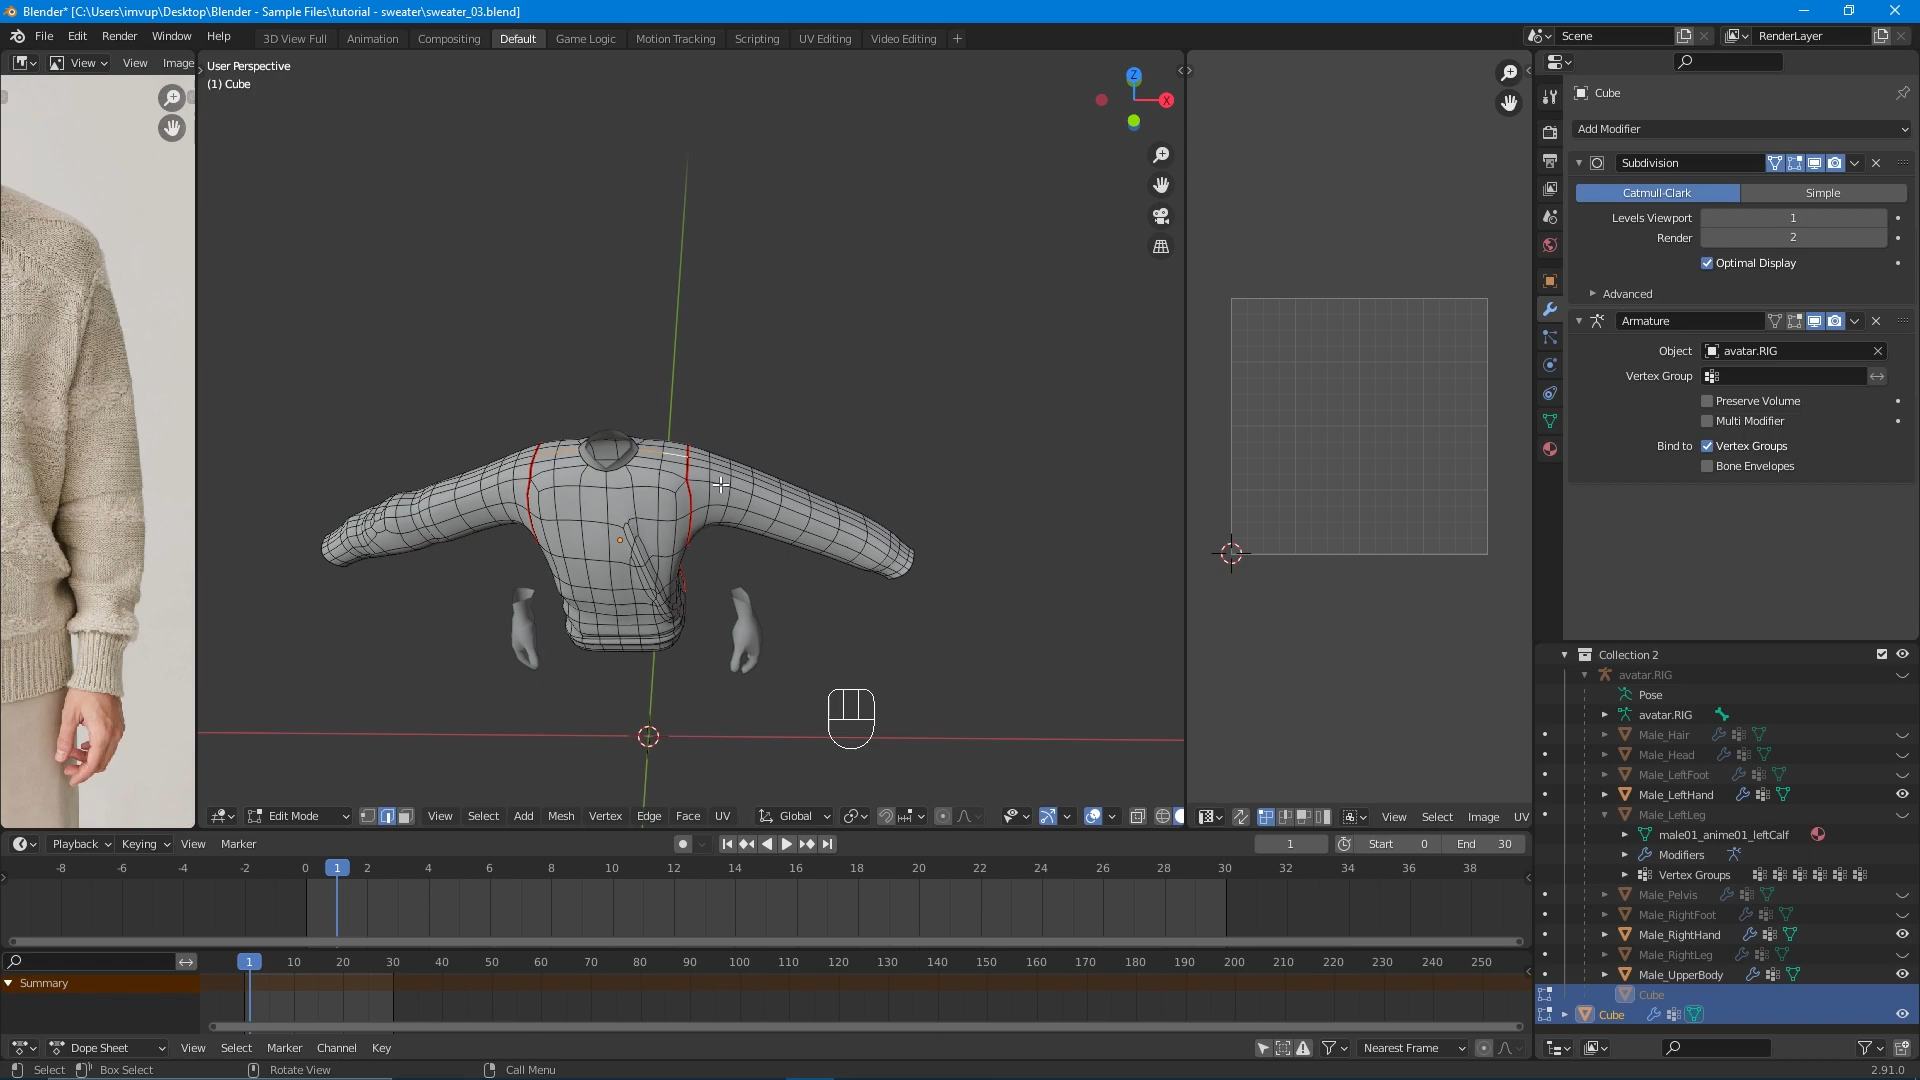 Blender* [C:\Users\imvup\Desktop\Blender - Sample Files\tutorial - sweater\sweater_03.blend]
File Edit Render Window Help 3D View Full Animation Compositing Default Game Logic Motion Tracking Scripting UV Editing Video Editing + Scene RenderLayer
View View Image
User Perspective
(1) Cube
Z
X
Cube
Add Modifier
Subdivision
Catmull-Clark Simple
Levels Viewport 1
Render 2
Optimal Display
Advanced
Armature
Object avatar.RIG
Vertex Group
Preserve Volume
Multi Modifier
Bind to Vertex Groups
Bone Envelopes
Collection 2
avatar.RIG
Pose
avatar.RIG
Male_Hair
Male_Head
Male_LeftFoot
Male_LeftHand
Male_LeftLeg
male01_anime01_leftCalf
Modifiers
Vertex Groups
Male_Pelvis
Male_RightFoot
Male_RightHand
Male_RightLeg
Male_UpperBody
Cube
Cube
Edit Mode View Select Add Mesh Vertex Edge Face UV Global View Select Image UV
Playback Keying View Marker 1 Start 0 End 30
-8 -6 -4 -2 0 1 2 4 6 8 10 12 14 16 18 20 22 24 26 28 30 32 34 36 38
1 10 20 30 40 50 60 70 80 90 100 110 120 130 140 150 160 170 180 190 200 210 220 230 240 250
Summary
Dope Sheet View Select Marker Channel Key Nearest Frame
Select Box Select Rotate View Call Menu 2.91.0